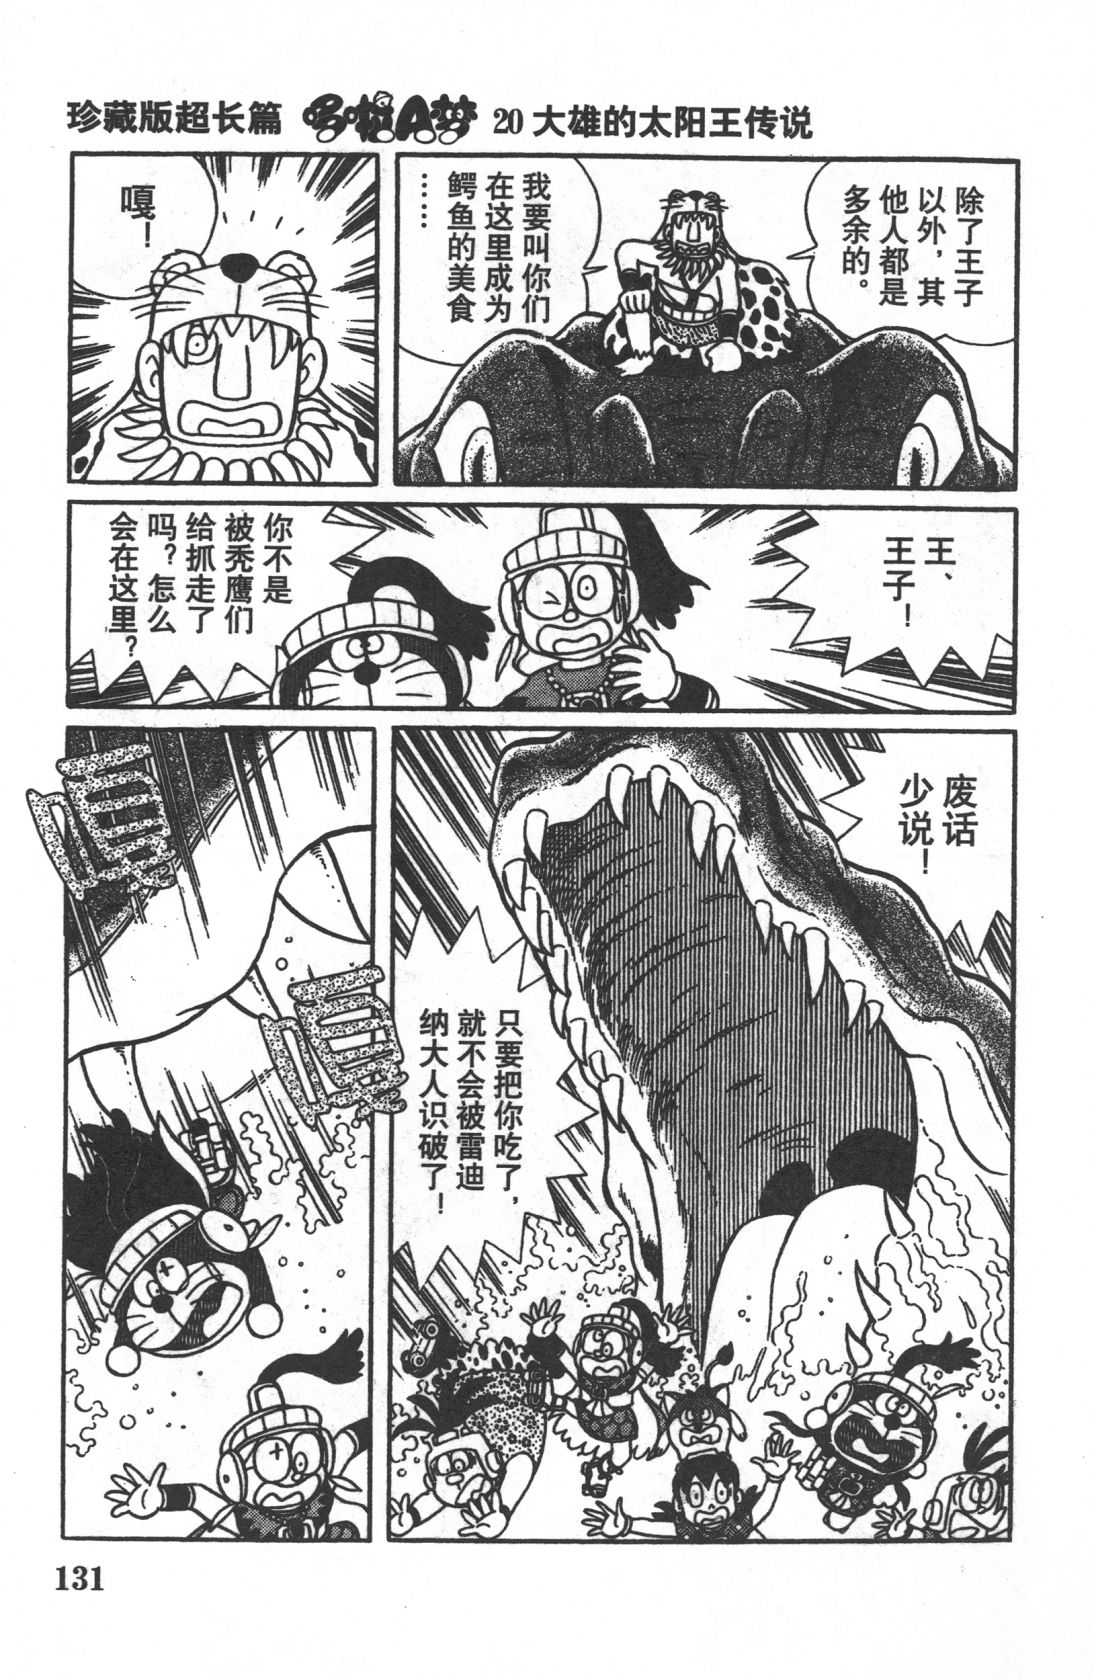 珍藏版超长篇 哆啦A梦 20 大雄的太阳王传说
除了王子
以外，其
他人都是
多余的。
我要叫你们
在这里成为
鳄鱼的美食
……
嘎！
王、
王子！
你不是
被秃鹰们
给抓走了
吗？怎么
会在这里？
废话
少说！
只要把你吃了，
就不会被雷迪
纳大人识破了！
嘎
嘎
131